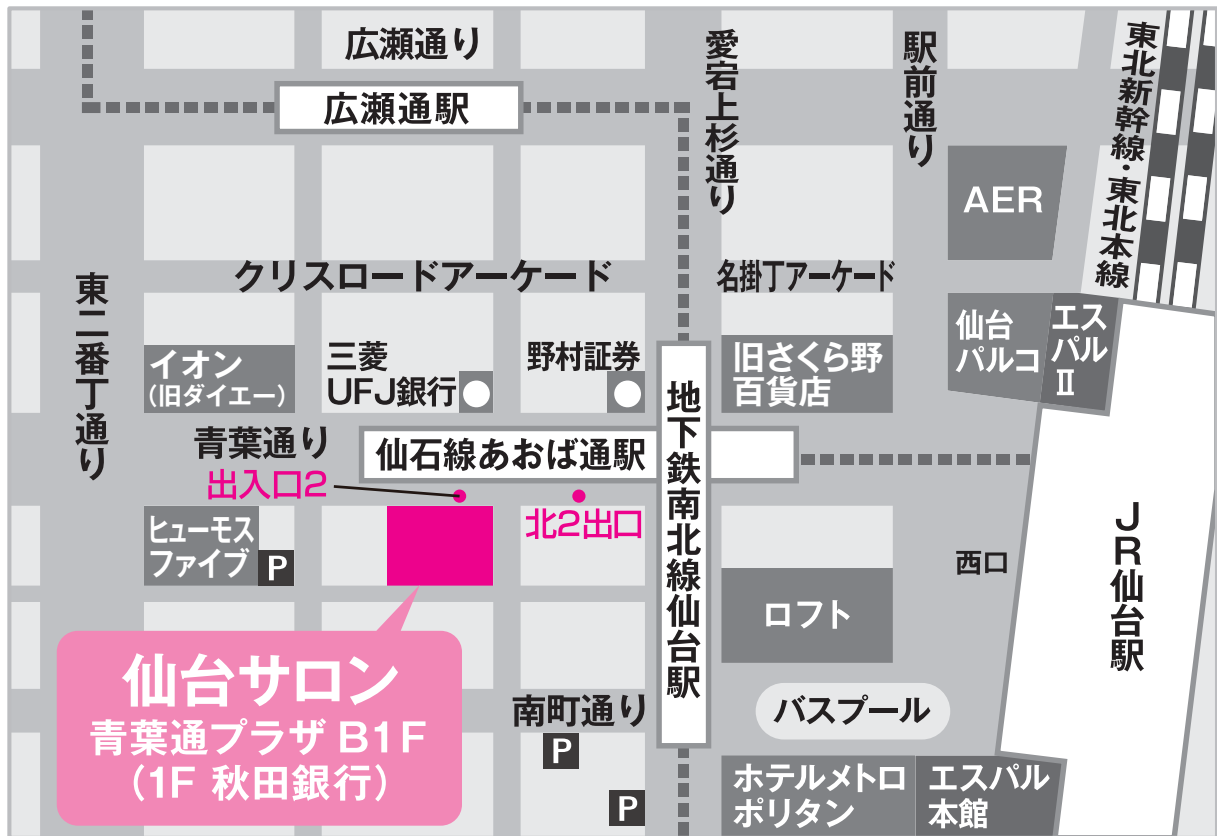 広瀬通り
愛宕上杉通り
駅前通り
東北新幹線・東北本線
広瀬通駅
AER
クリスロードアーケード
名掛丁アーケード
東二番丁通り
イオン
(旧ダイエー)
三菱
UFJ銀行
野村証券
旧さくら野
百貨店
仙台
パルコ
エス
パル
Ⅱ
青葉通り
仙石線あおば通駅
地下鉄南北線仙台駅
出入口2
北2出口
ヒューモス
ファイブ
P
西口
JR仙台駅
ロフト
仙台サロン
青葉通プラザ B1F
(1F 秋田銀行)
南町通り
P
バスプール
P
ホテルメトロ
ポリタン
エスパル
本館